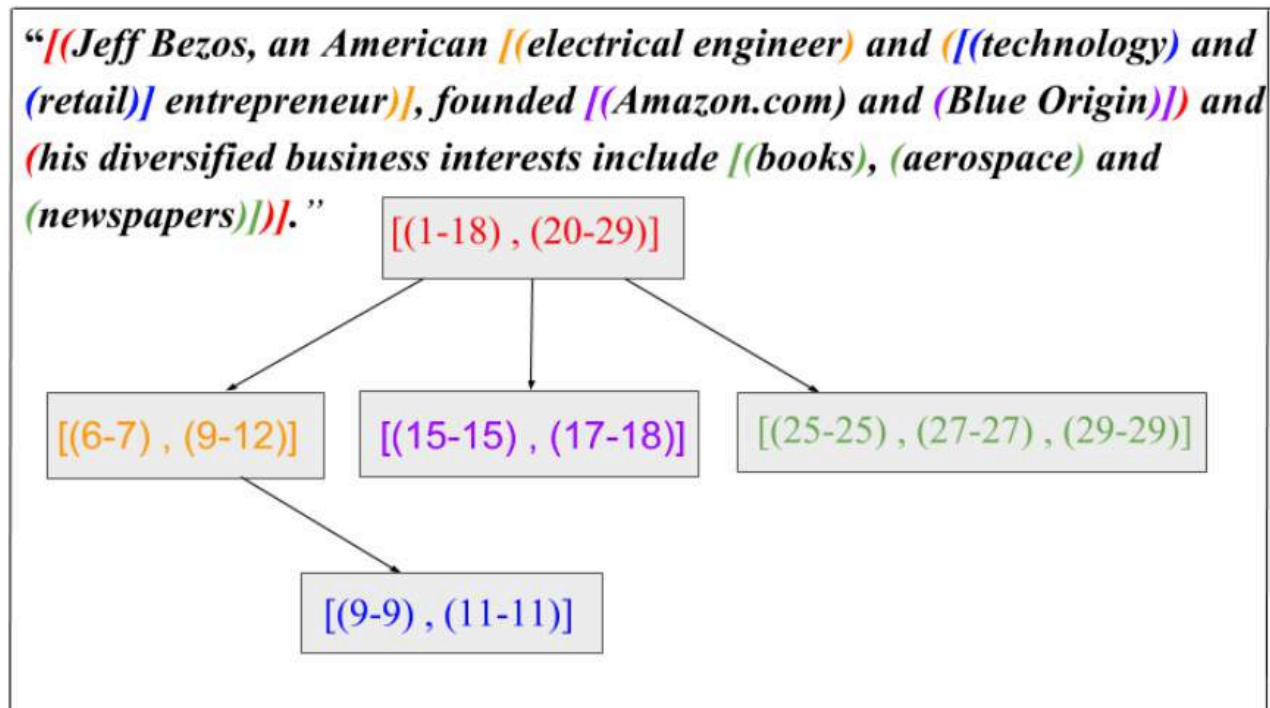 “[(Jeff Bezos, an American [(electrical engineer) and ([(technology) and
(retail)] entrepreneur)], founded [(Amazon.com) and (Blue Origin)]) and
(his diversified business interests include [(books), (aerospace) and
(newspapers)])].”
[(1-18) , (20-29)]
[(6-7) , (9-12)]
[(15-15) , (17-18)]
[(25-25) , (27-27) , (29-29)]
[(9-9) , (11-11)]